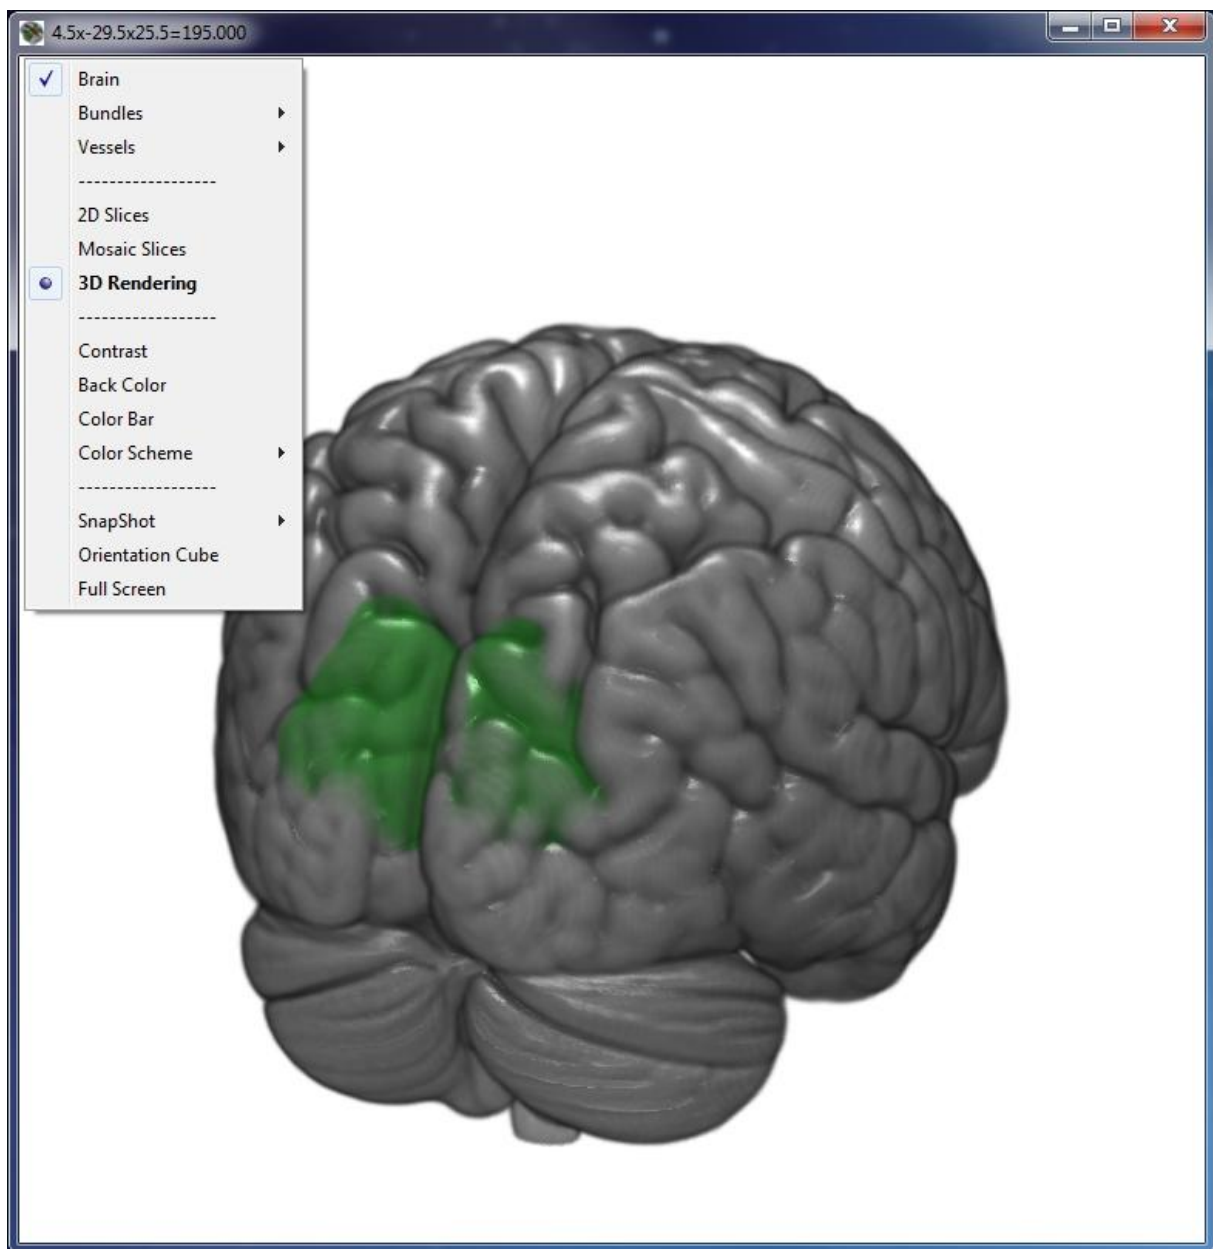 4.5x-29.5x25.5=195.000
Brain
Bundles
Vessels
------------------
2D Slices
Mosaic Slices
3D Rendering
------------------
Contrast
Back Color
Color Bar
Color Scheme
------------------
SnapShot
Orientation Cube
Full Screen